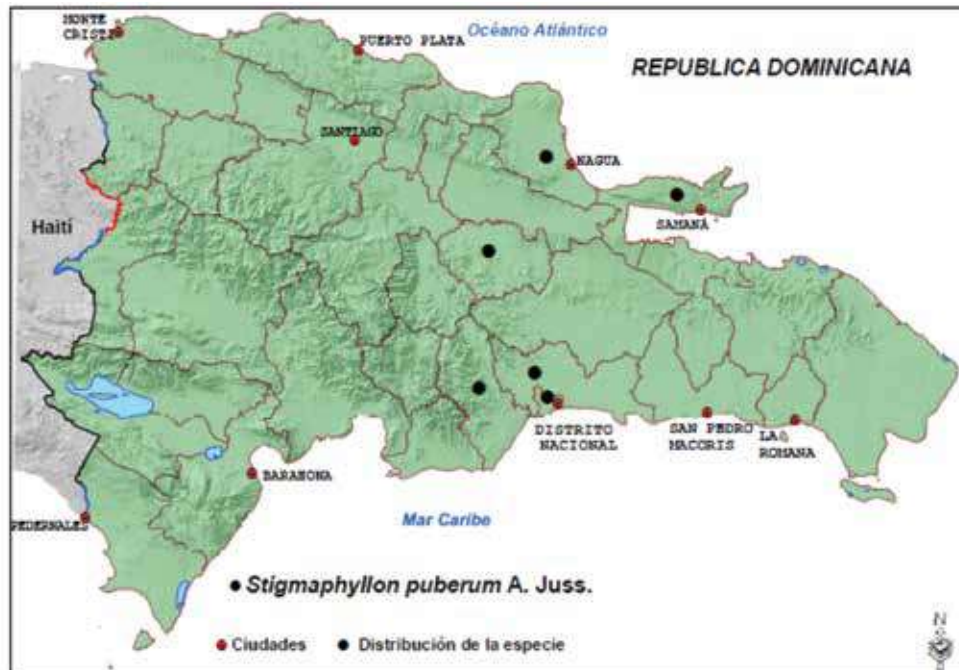 MONTE
CRISTI
PUERTO PLATA
Océano Atlántico
REPUBLICA DOMINICANA
SANTIAGO
NAGUA
Haití
SAMANÁ
DISTRITO
NACIONAL
SAN PEDRO
MACORIS
LA
ROMANA
BARAHONA
PEDERNALES
Mar Caribe
• Stigmaphyllon puberum A. Juss.
Ciudades
Distribución de la especie
N